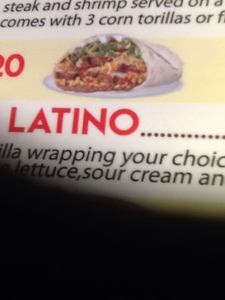 steak and shrimp served on a
comes with 3 corn torillas or
20
LATINO...............
illa wrapping your choic
lettuce, sour cream an